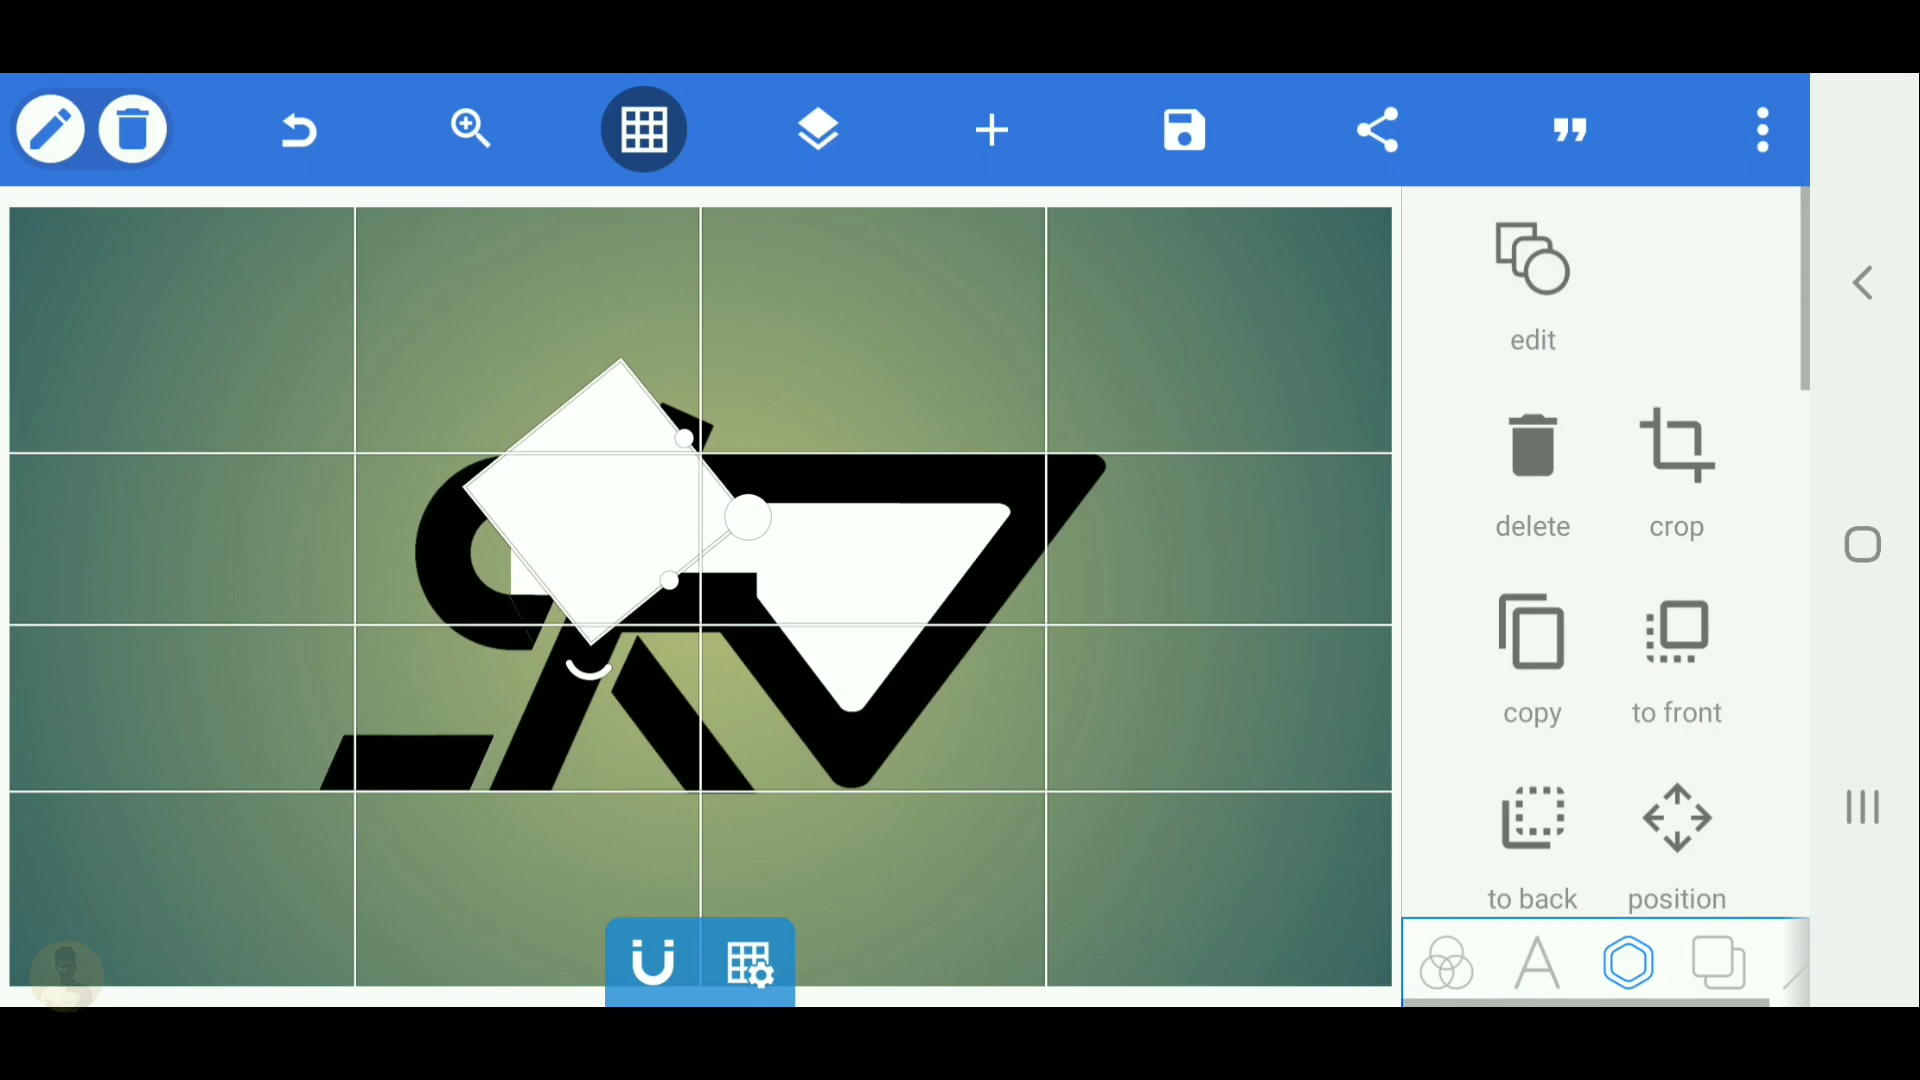 edit
delete
crop
copy
to front
to back
position